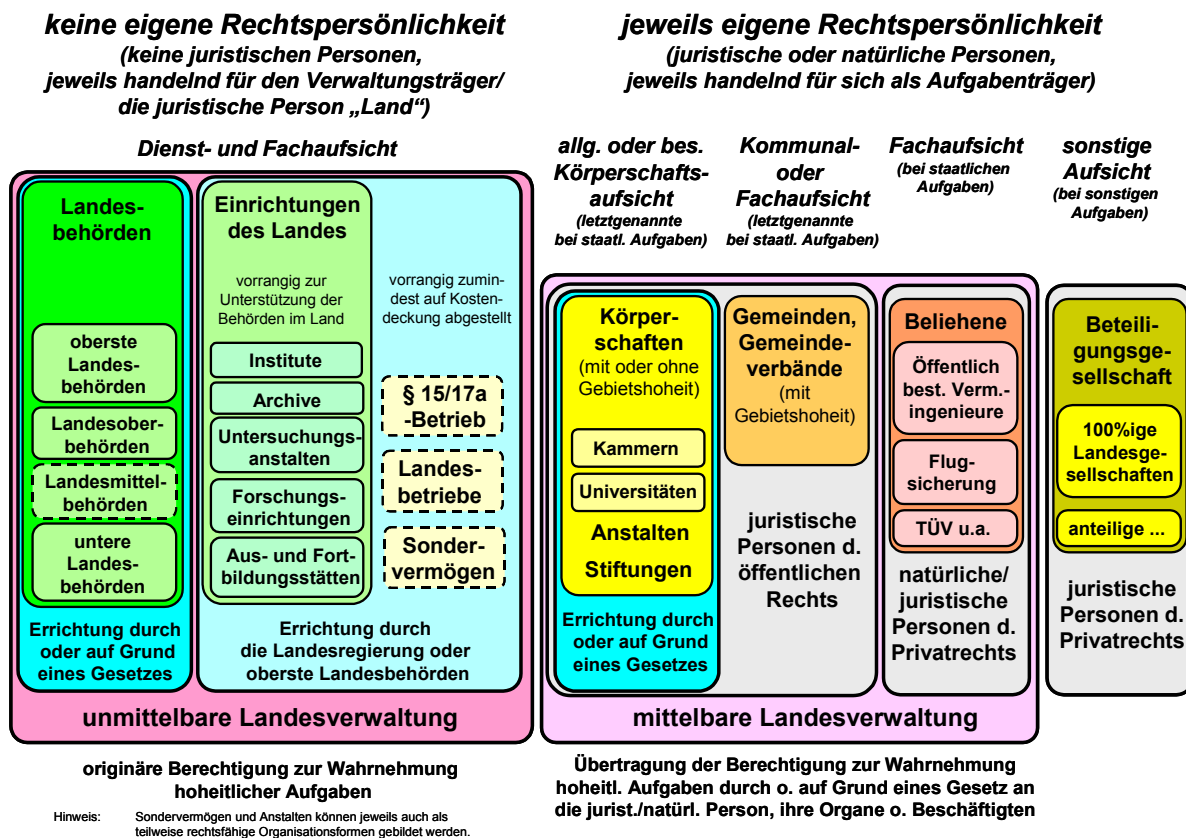 keine eigene Rechtspersönlichkeit
(keine juristischen Personen,
jeweils handelnd für den Verwaltungsträger/
die juristische Person „Land“)
Dienst- und Fachaufsicht
jeweils eigene Rechtspersönlichkeit
(juristische oder natürliche Personen,
jeweils handelnd für sich als Aufgabenträger)
allg. oder bes.
Körperschafts-
aufsicht
(letztgenannte
bei staatl. Aufgaben)
Kommunal-
oder
Fachaufsicht
(letztgenannte
bei staatl. Aufgaben)
Fachaufsicht
(bei staatlichen
Aufgaben)
sonstige
Aufsicht
(bei sonstigen
Aufgaben)
Landes-
behörden
oberste
Landes-
behörden
Landesober-
behörden
Landesmittel-
behörden
untere
Landes-
behörden
Errichtung durch
oder auf Grund
eines Gesetzes
Einrichtungen
des Landes
vorrangig zur
Unterstützung der
Behörden im Land
Institute
Archive
Untersuchungs-
anstalten
Forschungs-
einrichtungen
Aus- und Fort-
bildungsstätten
vorrangig zumin-
dest auf Kosten-
deckung abgestellt
§ 15/17a
-Betrieb
Landes-
betriebe
Sonder-
vermögen
Errichtung durch
die Landesregierung oder
oberste Landesbehörden
unmittelbare Landesverwaltung
Körper-
schaften
(mit oder ohne
Gebietshoheit)
Kammern
Universitäten
Anstalten
Stiftungen
Errichtung durch
oder auf Grund
eines Gesetzes
Gemeinden,
Gemeinde-
verbände
(mit
Gebietshoheit)
juristische
Personen d.
öffentlichen
Rechts
Beliehene
Öffentlich
best. Verm.-
ingenieure
Flug-
sicherung
TÜV u.a.
natürliche/
juristische
Personen d.
Privatrechts
mittelbare Landesverwaltung
Beteili-
gungsge-
sellschaft
100%ige
Landesge-
sellschaften
anteilige ...
juristische
Personen d.
Privatrechts
originäre Berechtigung zur Wahrnehmung
hoheitlicher Aufgaben
Übertragung der Berechtigung zur Wahrnehmung
hoheitl. Aufgaben durch o. auf Grund eines Gesetz an
die jurist./natürl. Person, ihre Organe o. Beschäftigten
Hinweis: Sondervermögen und Anstalten können jeweils auch als
teilweise rechtsfähige Organisationsformen gebildet werden.